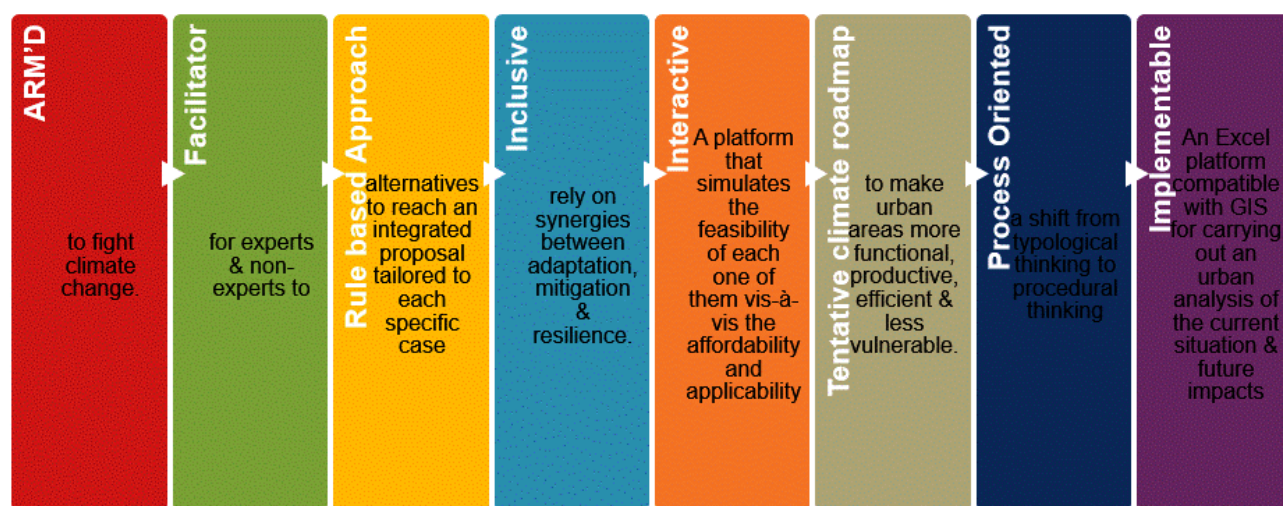 ARM'D
to fight
climate
change.
Facilitator
for experts
& non-
experts to
Rule based Approach
alternatives
to reach an
integrated
proposal
tailored to
each
specific
case
Inclusive
rely on
synergies
between
adaptation,
mitigation
&
resilience.
Interactive
A platform
that
simulates
the
feasibility
of each
one of
them vis-à-
vis the
affordability
and
applicability
Tentative climate roadmap
to make
urban
areas more
functional,
productive,
efficient &
less
vulnerable.
Process Oriented
a shift from
typological
thinking to
procedural
thinking
Implementable
An Excel
platform
compatible
with GIS
for carrying
out an
urban
analysis of
the current
situation &
future
impacts